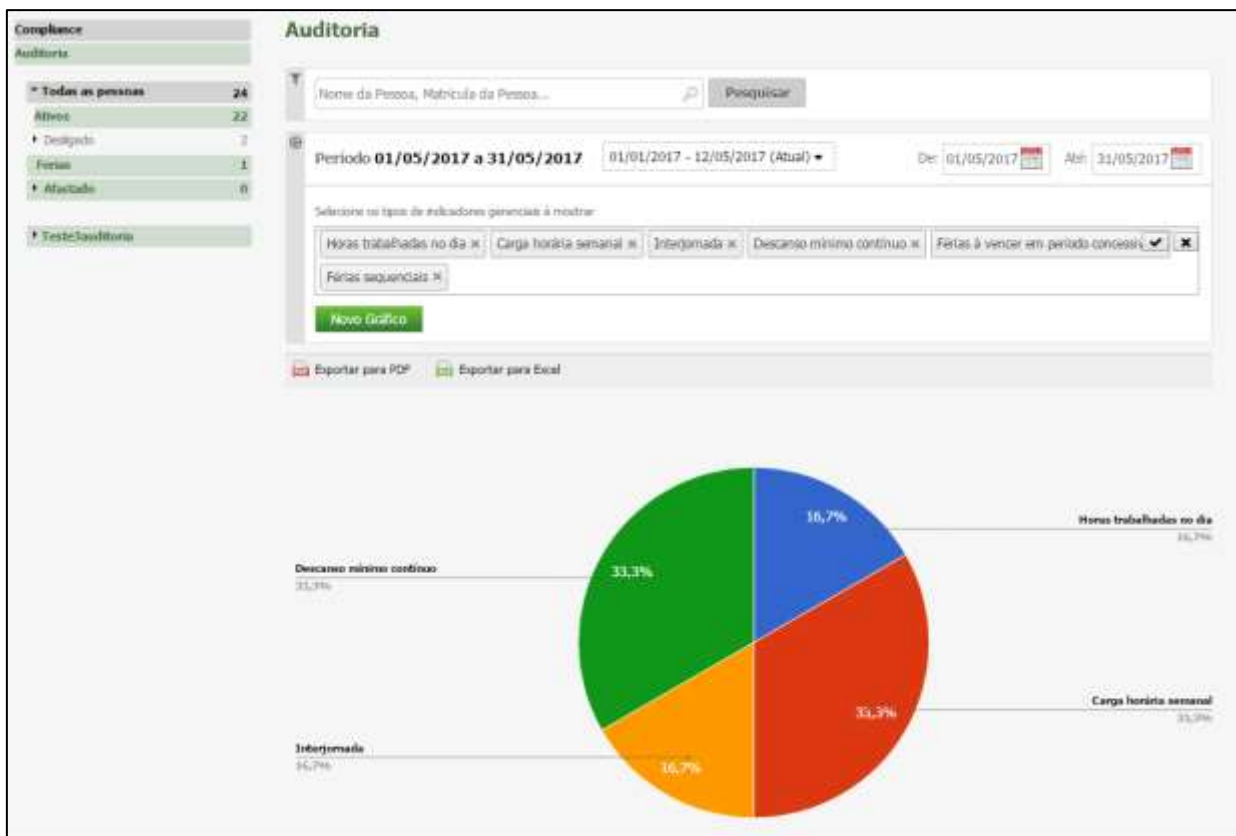 Compliance
Auditoria
Todas as pessoas 24
Ativos 22
Desligado 2
Ferias 1
Afastado 0
Teste3auditoria
Auditoria
Nome da Pessoa, Matrícula da Pessoa... Pesquisar
Período 01/05/2017 a 31/05/2017 01/01/2017 - 12/05/2017 (Atual) De: 01/05/2017 Até: 31/05/2017
Selecione os tipos de indicadores gerenciais à mostrar
Horas trabalhadas no dia × Carga horária semanal × Interjornada × Descanso mínimo contínuo × Férias à vencer em período concessiv
Férias sequenciais ×
Novo Gráfico
Exportar para PDF Exportar para Excel
16,7%
Horas trabalhadas no dia
16,7%
Descanso mínimo contínuo
33,3%
33,3%
Carga horária semanal
33,3%
33,3%
Interjornada
16,7%
16,7%